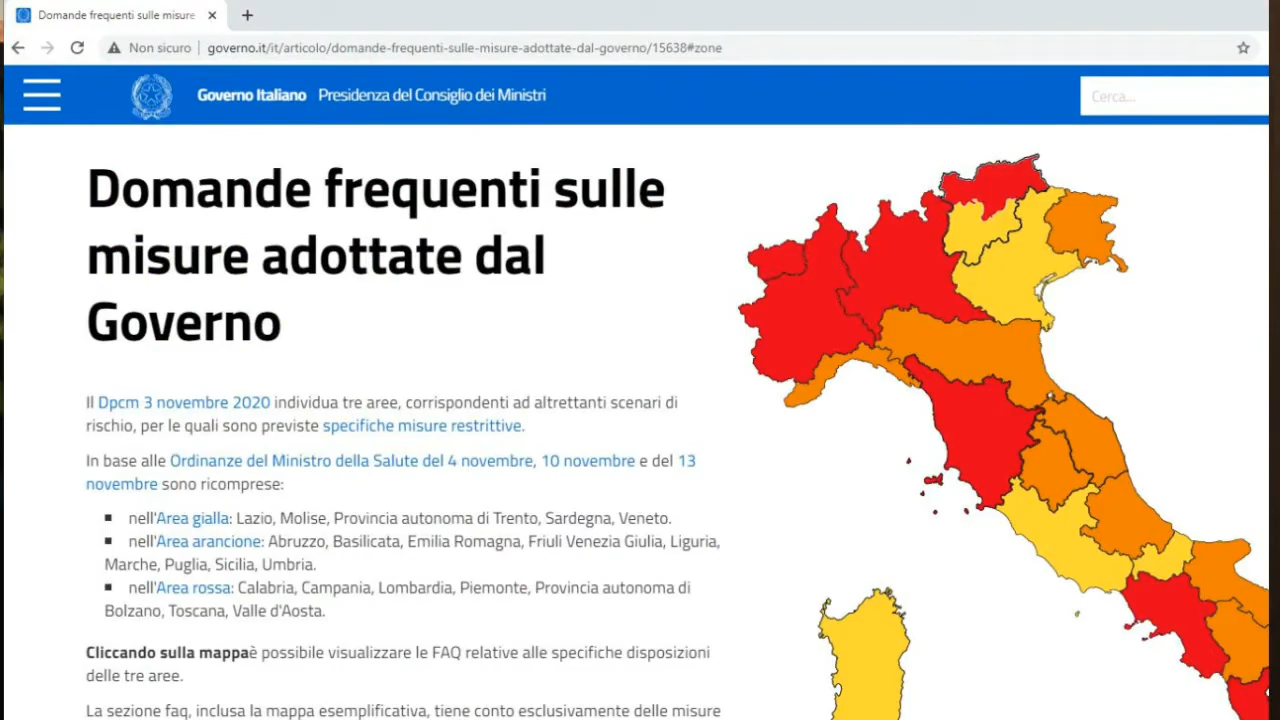 Domande frequenti sulle misure
Non sicuro | governo.it/it/articolo/domande-frequenti-sulle-misure-adottate-dal-governo/15638#zone
Governo Italiano Presidenza del Consiglio dei Ministri
Cerca...
Domande frequenti sulle
misure adottate dal
Governo
Il Dpcm 3 novembre 2020 individua tre aree, corrispondenti ad altrettanti scenari di
rischio, per le quali sono previste specifiche misure restrittive.
In base alle Ordinanze del Ministro della Salute del 4 novembre, 10 novembre e del 13
novembre sono ricomprese:
nell'Area gialla: Lazio, Molise, Provincia autonoma di Trento, Sardegna, Veneto.
nell'Area arancione: Abruzzo, Basilicata, Emilia Romagna, Friuli Venezia Giulia, Liguria,
Marche, Puglia, Sicilia, Umbria.
nell'Area rossa: Calabria, Campania, Lombardia, Piemonte, Provincia autonoma di
Bolzano, Toscana, Valle d'Aosta.
Cliccando sulla mappaè possibile visualizzare le FAQ relative alle specifiche disposizioni
delle tre aree.
La sezione faq, inclusa la mappa esemplificativa, tiene conto esclusivamente delle misure